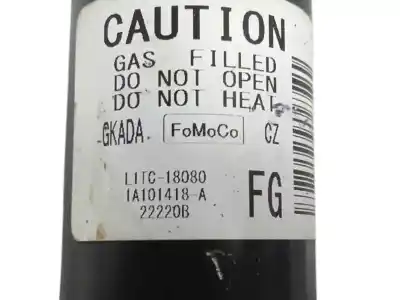 CAUTION
GAS FILLED
DO NOT OPEN
DO NOT HEAT
GKADA FoMoCo CZ
L1TC-18080
1A101418-A FG
22220B